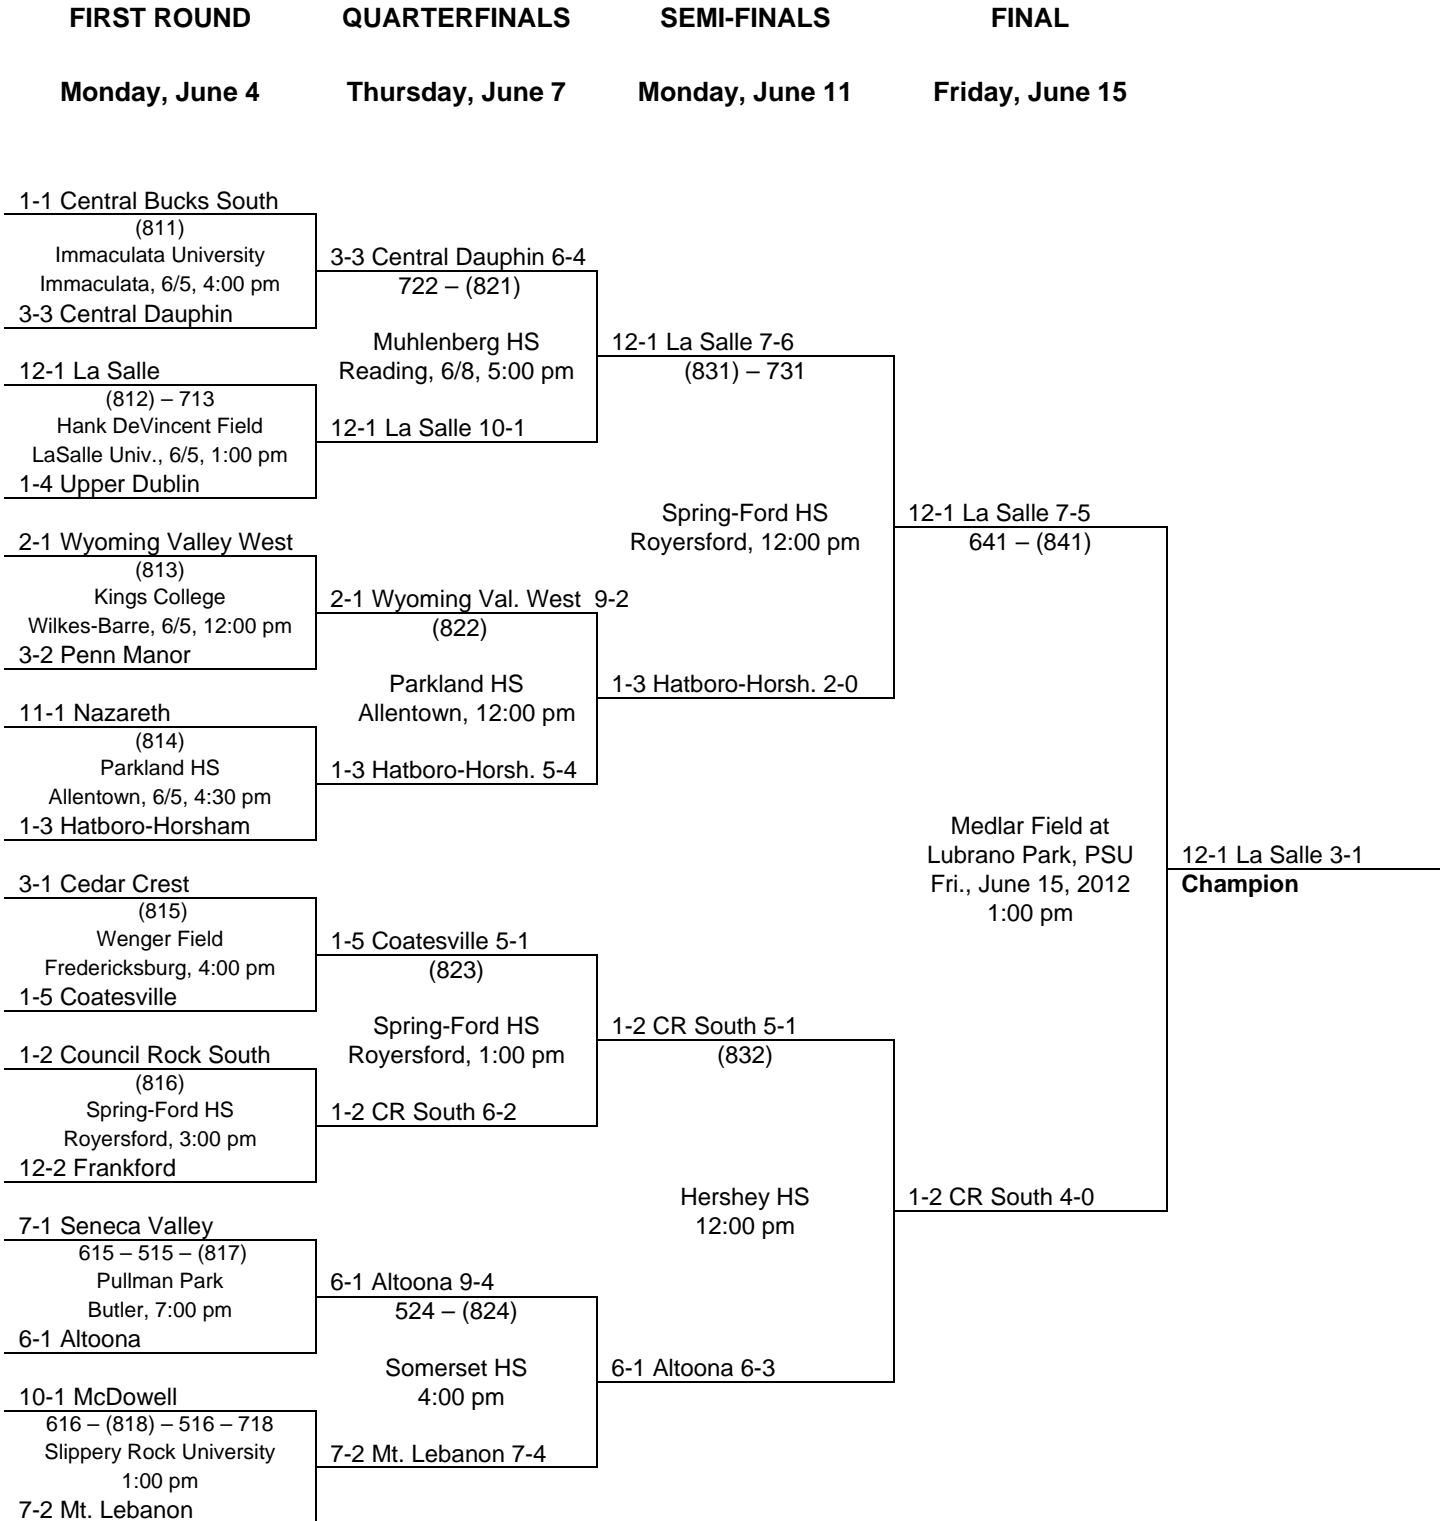 FIRST ROUND
QUARTERFINALS
SEMI-FINALS
FINAL
Monday, June 4
Thursday, June 7
Monday, June 11
Friday, June 15
1-1 Central Bucks South
(811)
Immaculata University
Immaculata, 6/5, 4:00 pm
3-3 Central Dauphin
12-1 La Salle
(812) – 713
Hank DeVincent Field
LaSalle Univ., 6/5, 1:00 pm
1-4 Upper Dublin
2-1 Wyoming Valley West
(813)
Kings College
Wilkes-Barre, 6/5, 12:00 pm
3-2 Penn Manor
11-1 Nazareth
(814)
Parkland HS
Allentown, 6/5, 4:30 pm
1-3 Hatboro-Horsham
3-1 Cedar Crest
(815)
Wenger Field
Fredericksburg, 4:00 pm
1-5 Coatesville
1-2 Council Rock South
(816)
Spring-Ford HS
Royersford, 3:00 pm
12-2 Frankford
7-1 Seneca Valley
615 – 515 – (817)
Pullman Park
Butler, 7:00 pm
6-1 Altoona
10-1 McDowell
616 – (818) – 516 – 718
Slippery Rock University
1:00 pm
7-2 Mt. Lebanon
3-3 Central Dauphin 6-4
722 – (821)
Muhlenberg HS
Reading, 6/8, 5:00 pm
12-1 La Salle 10-1
2-1 Wyoming Val. West 9-2
(822)
Parkland HS
Allentown, 12:00 pm
1-3 Hatboro-Horsh. 5-4
1-5 Coatesville 5-1
(823)
Spring-Ford HS
Royersford, 1:00 pm
1-2 CR South 6-2
6-1 Altoona 9-4
524 – (824)
Somerset HS
4:00 pm
7-2 Mt. Lebanon 7-4
12-1 La Salle 7-6
(831) – 731
Spring-Ford HS
Royersford, 12:00 pm
1-3 Hatboro-Horsh. 2-0
1-2 CR South 5-1
(832)
Hershey HS
12:00 pm
6-1 Altoona 6-3
12-1 La Salle 7-5
641 – (841)
Medlar Field at
Lubrano Park, PSU
Fri., June 15, 2012
1:00 pm
1-2 CR South 4-0
12-1 La Salle 3-1
Champion